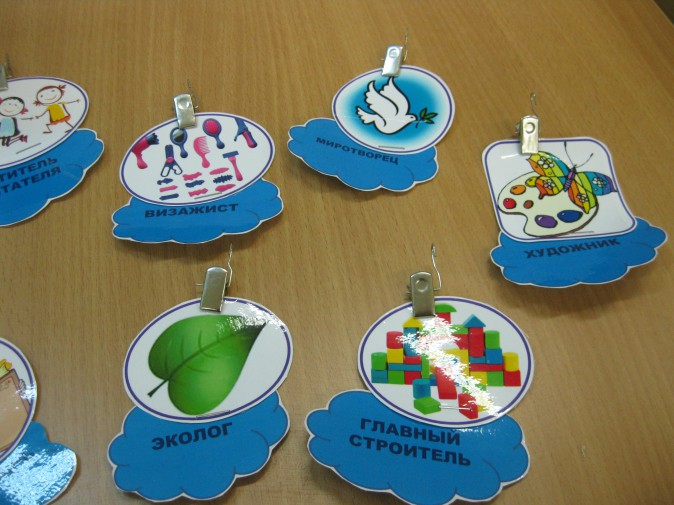 МИРОТВОРЕЦ
ВИЗАЖИСТ
ХУДОЖНИК
ЭКОЛОГ
ГЛАВНЫЙ
СТРОИТЕЛЬ